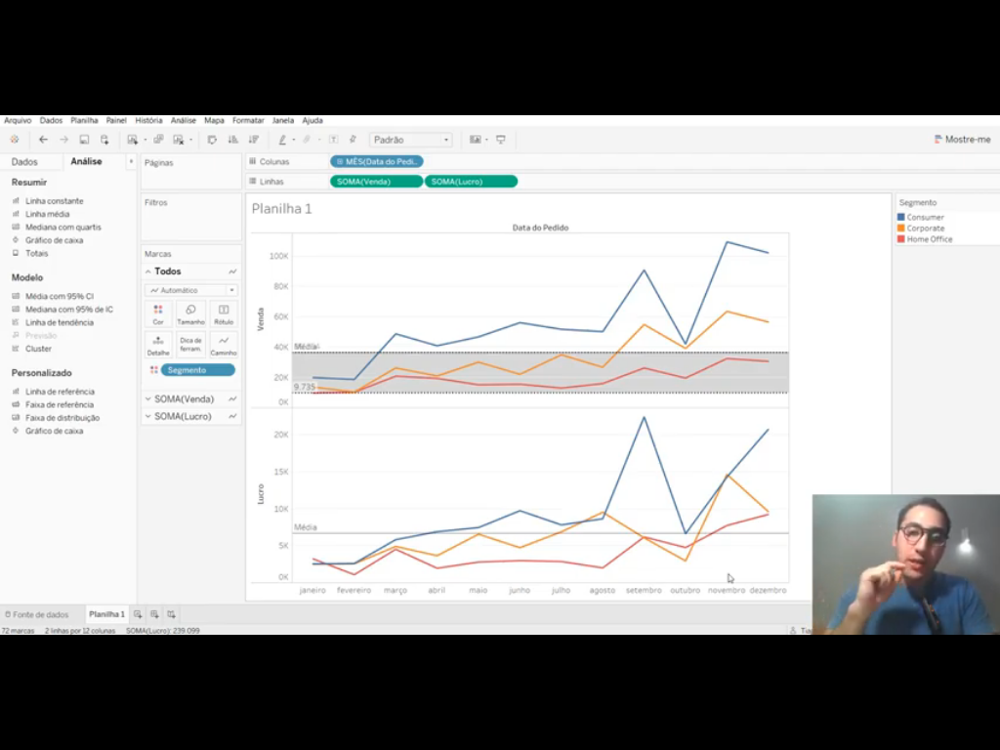 Arquivo Dados Planilha Painel História Análise Mapa Formatar Janela Ajuda
Padrão
Mostre-me
Dados Análise
Resumir
Linha constante
Linha média
Mediana com quartis
Gráfico de caixa
Totais
Modelo
Média com 95% CI
Mediana com 95% de IC
Linha de tendência
Previsão
Cluster
Personalizado
Linha de referência
Faixa de referência
Faixa de distribuição
Gráfico de caixa
Páginas
Filtros
Marcas
Todos
Automático
Cor Tamanho Rótulo
Detalhe Dica de ferram. Caminho
Segmento
SOMA(Venda)
SOMA(Lucro)
Colunas MÊS(Data do Pedi..
Linhas SOMA(Venda) SOMA(Lucro)
Planilha 1
Data do Pedido
Venda
100K
80K
60K
40K
20K
0K
Média
9.735
Lucro
20K
15K
10K
5K
0K
Média
janeiro fevereiro março abril maio junho julho agosto setembro outubro novembro dezembro
Segmento
Consumer
Corporate
Home Office
Fonte de dados Planilha 1
72 marcas 2 linhas por 12 colunas SOMA(Lucro): 239.099